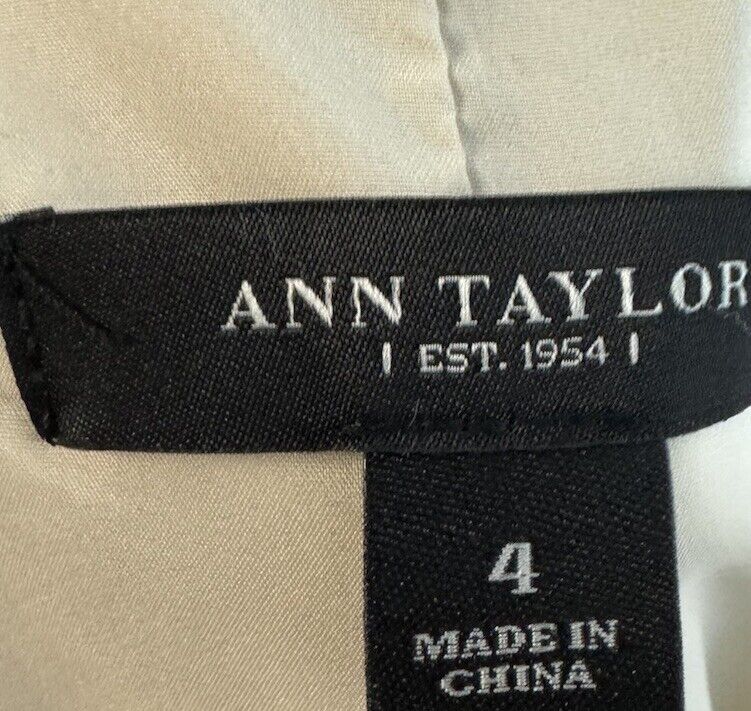 ANN TAYLOR
| EST. 1954 |
4
MADE IN
CHINA